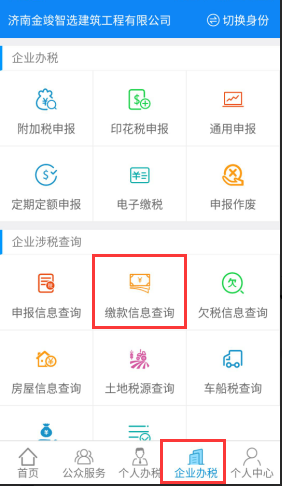 济南金竣智选建筑工程有限公司 切换身份
企业办税
附加税申报 印花税申报 通用申报
定期定额申报 电子缴税 申报作废
企业涉税查询
申报信息查询 缴款信息查询 欠税信息查询
房屋信息查询 土地税源查询 车船税查询
首页 公众服务 个人办税 企业办税 个人中心